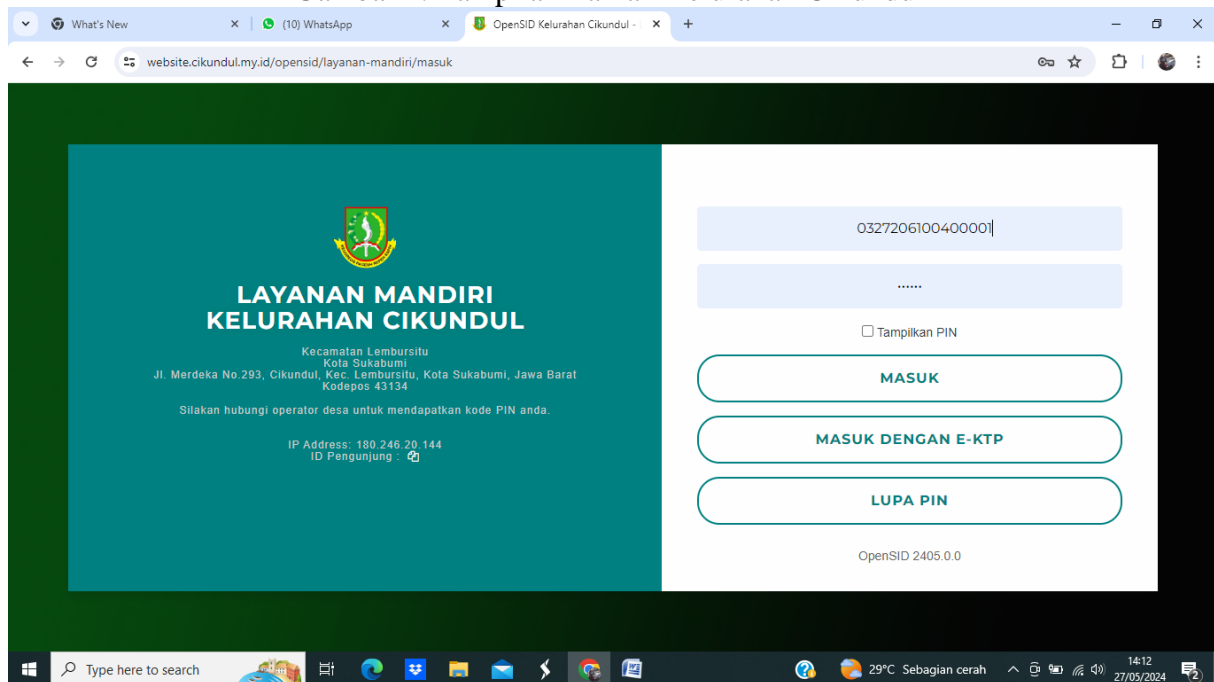 What's New
(10) WhatsApp
OpenSID Kelurahan Cikundul -
website.cikundul.my.id/opensid/layanan-mandiri/masuk
LAYANAN MANDIRI
KELURAHAN CIKUNDUL
Kecamatan Lembursitu
Kota Sukabumi
Jl. Merdeka No.293, Cikundul, Kec. Lembursitu, Kota Sukabumi, Jawa Barat
Kodepos 43134
Silakan hubungi operator desa untuk mendapatkan kode PIN anda.
IP Address: 180.246.20.144
ID Pengunjung :
0327206100400001
······
Tampilkan PIN
MASUK
MASUK DENGAN E-KTP
LUPA PIN
OpenSID 2405.0.0
Type here to search
29°C Sebagian cerah
14:12
27/05/2024
2